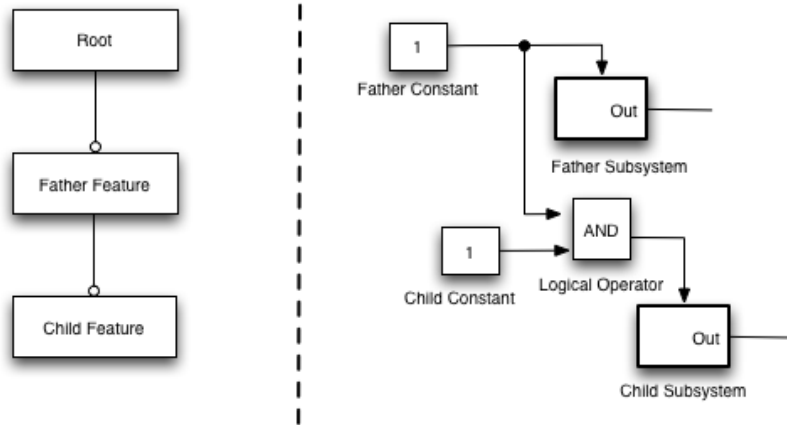 Root
Father Feature
Child Feature
1
Father Constant
Out
Father Subsystem
AND
1
Logical Operator
Child Constant
Out
Child Subsystem